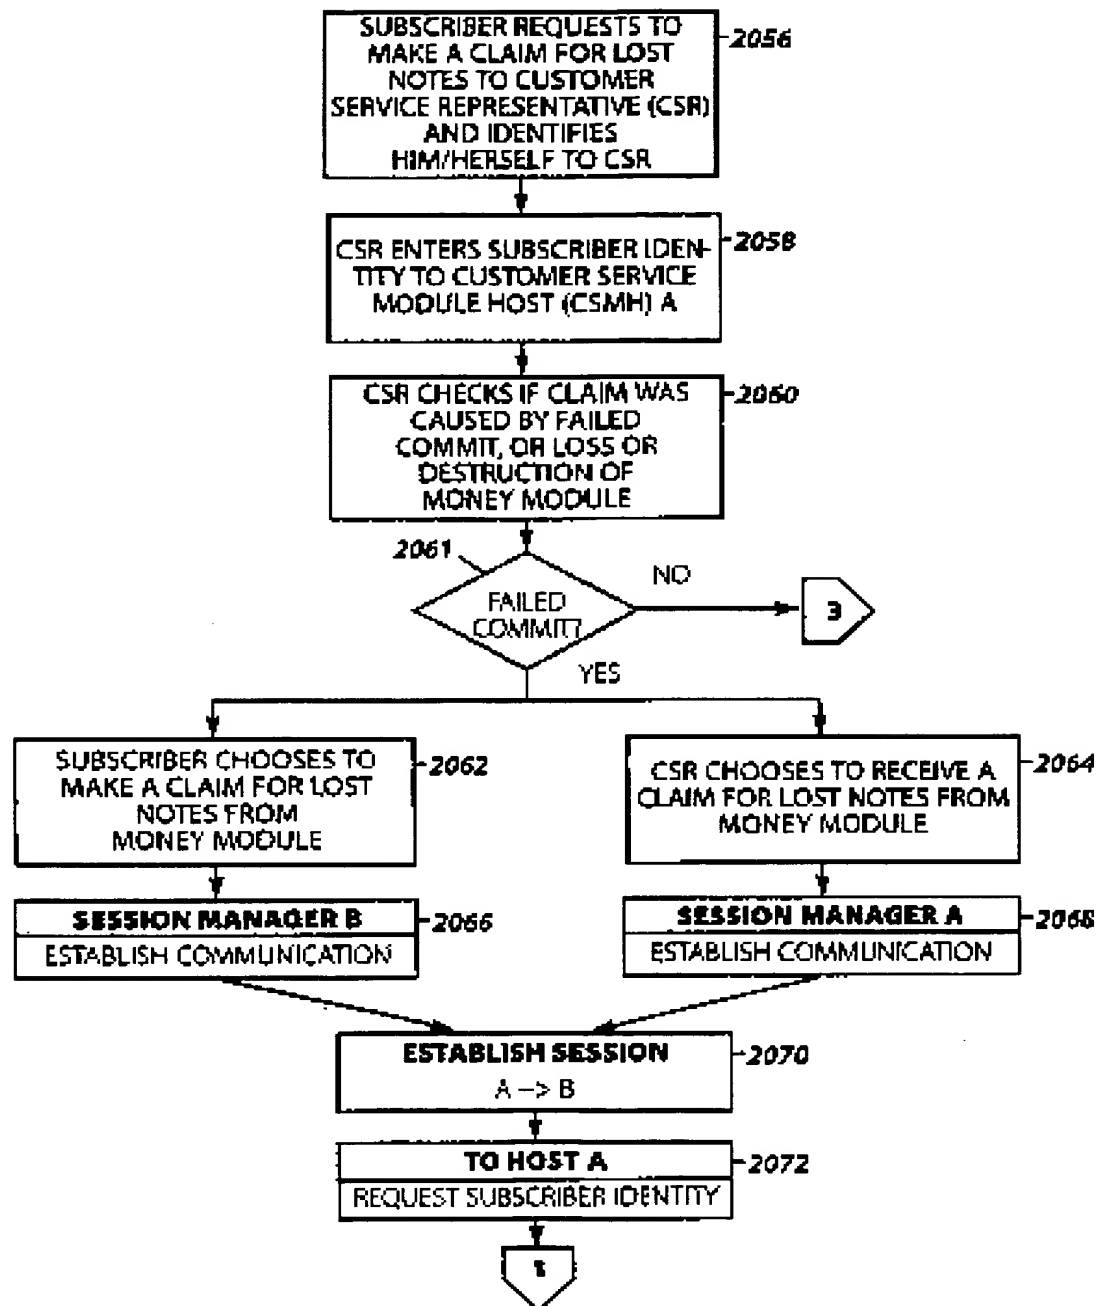 SUBSCRIBER REQUESTS TO
MAKE A CLAIM FOR LOST
NOTES TO CUSTOMER
SERVICE REPRESENTATIVE (CSR)
AND IDENTIFIES
HIM/HERSELF TO CSR
2056
CSR ENTERS SUBSCRIBER IDEN-
TITY TO CUSTOMER SERVICE
MODULE HOST (CSMH) A
2058
CSR CHECKS IF CLAIM WAS
CAUSED BY FAILED
COMMIT, OR LOSS OR
DESTRUCTION OF
MONEY MODULE
2060
2061
FAILED
COMMIT?
NO
3
YES
SUBSCRIBER CHOOSES TO
MAKE A CLAIM FOR LOST
NOTES FROM
MONEY MODULE
2062
CSR CHOOSES TO RECEIVE A
CLAIM FOR LOST NOTES FROM
MONEY MODULE
2064
SESSION MANAGER B
ESTABLISH COMMUNICATION
2066
SESSION MANAGER A
ESTABLISH COMMUNICATION
2068
ESTABLISH SESSION
A --> B
2070
TO HOST A
REQUEST SUBSCRIBER IDENTITY
2072